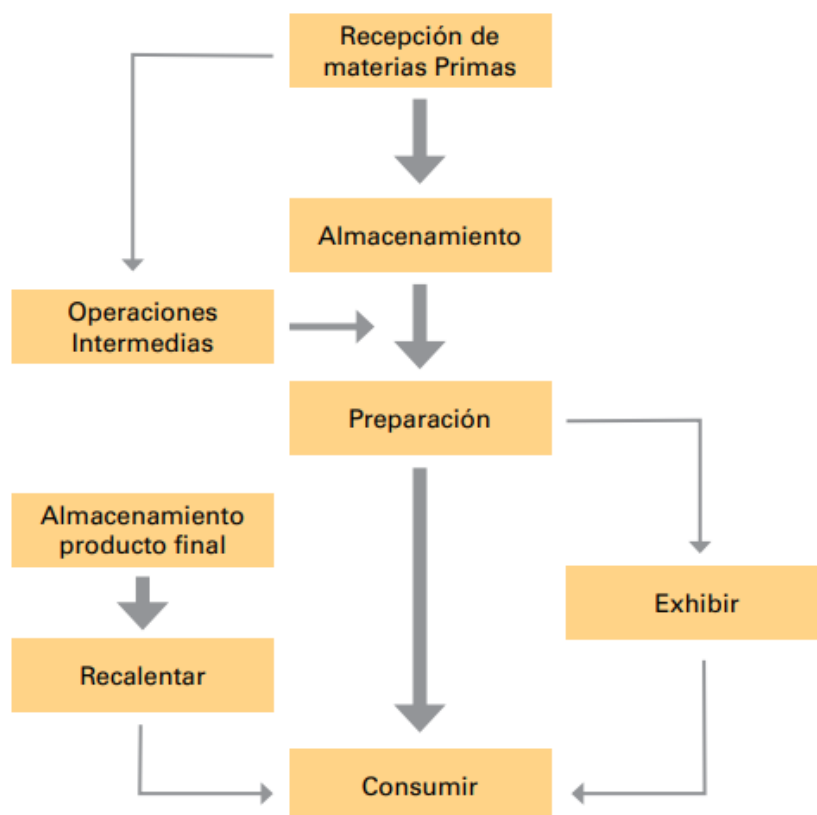 Recepción de
materias Primas
Almacenamiento
Operaciones
Intermedias
Preparación
Almacenamiento
producto final
Exhibir
Recalentar
Consumir